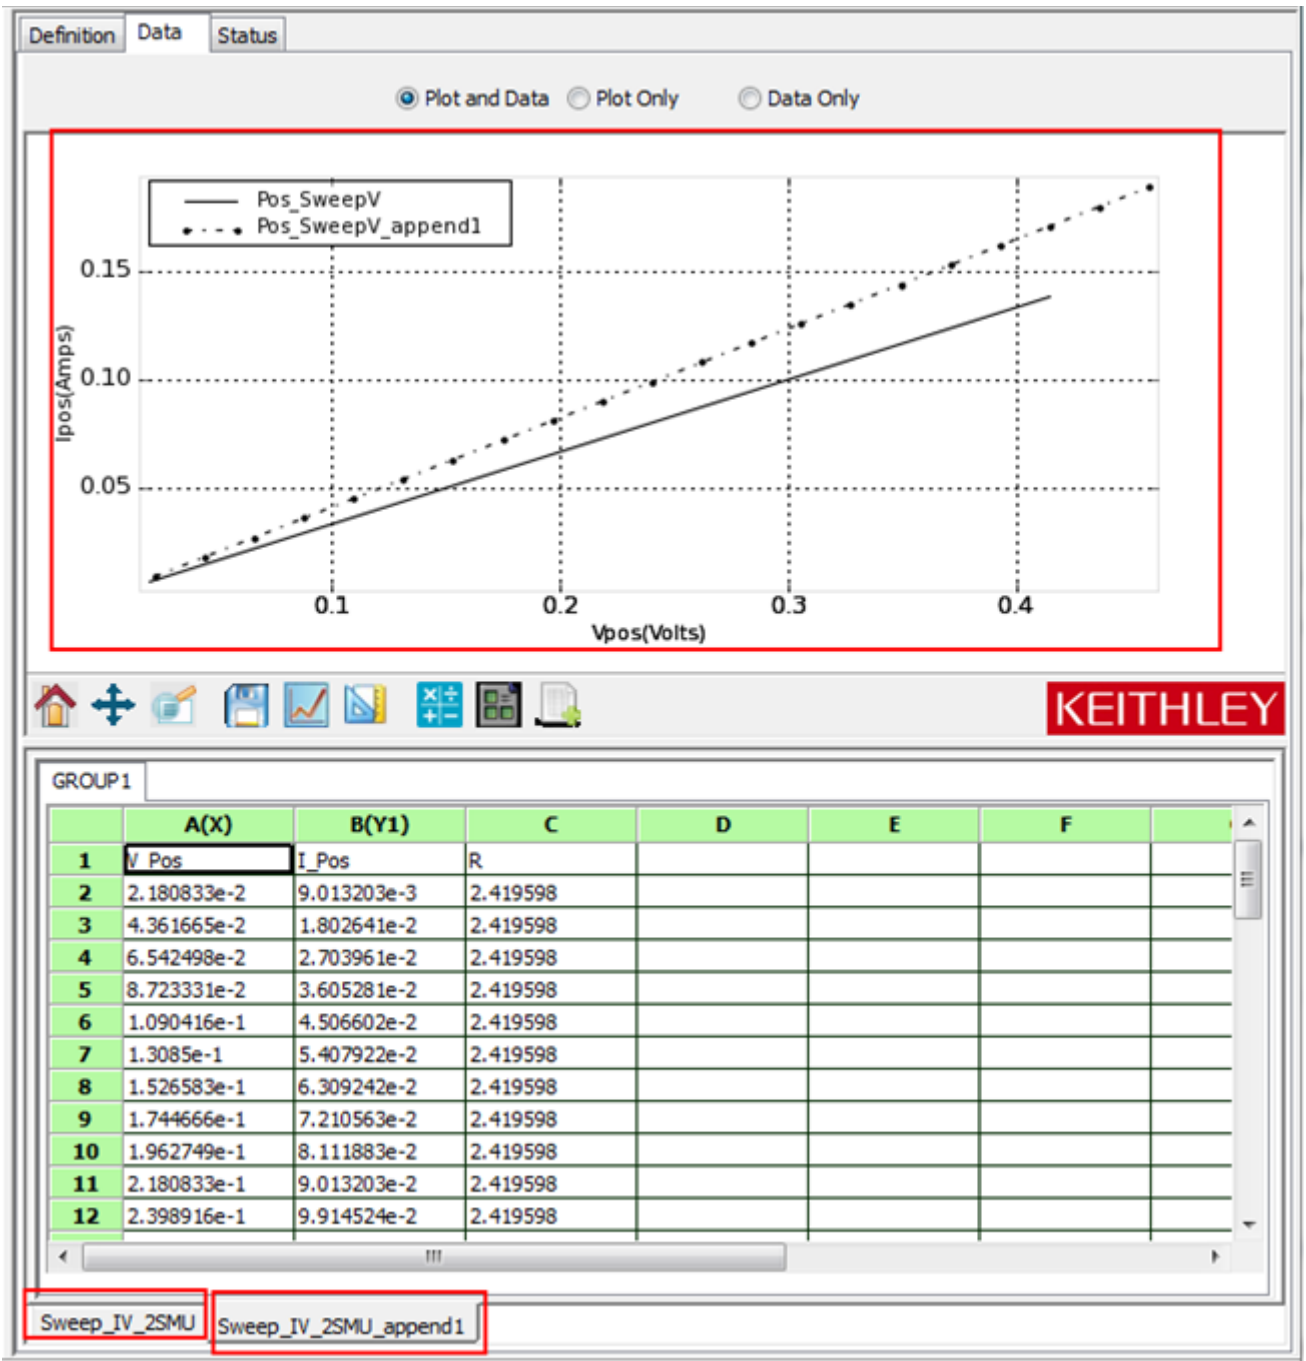 Definition Data Status
Plot and Data Plot Only Data Only
Pos_SweepV
Pos_SweepV_append1
0.15
0.10
0.05
Ipos(Amps)
0.1 0.2 0.3 0.4
Vpos(Volts)
KEITHLEY
GROUP1
A(X) B(Y1) C D E F
1 V_Pos I_Pos R
2 2.180833e-2 9.013203e-3 2.419598
3 4.361665e-2 1.802641e-2 2.419598
4 6.542498e-2 2.703961e-2 2.419598
5 8.723331e-2 3.605281e-2 2.419598
6 1.090416e-1 4.506602e-2 2.419598
7 1.3085e-1 5.407922e-2 2.419598
8 1.526583e-1 6.309242e-2 2.419598
9 1.744666e-1 7.210563e-2 2.419598
10 1.962749e-1 8.111883e-2 2.419598
11 2.180833e-1 9.013203e-2 2.419598
12 2.398916e-1 9.914524e-2 2.419598
Sweep_IV_2SMU Sweep_IV_2SMU_append1